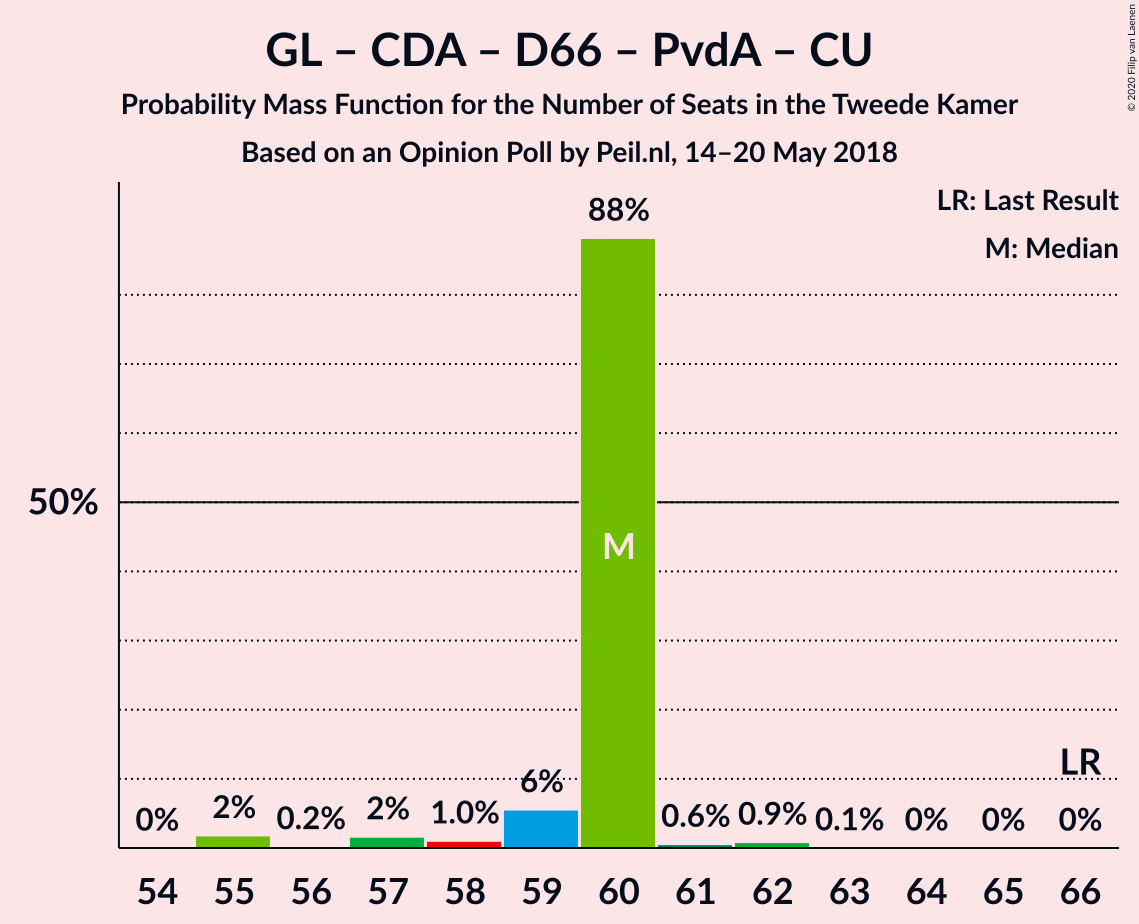 GL – CDA – D66 – PvdA – CU
Probability Mass Function for the Number of Seats in the Tweede Kamer
Based on an Opinion Poll by Peil.nl, 14–20 May 2018
© 2020 Filip van Laenen
LR: Last Result
M: Median
88%
50%
M
LR
0% 2% 0.2% 2% 1.0% 6% 0.6% 0.9% 0.1% 0% 0% 0%
54 55 56 57 58 59 60 61 62 63 64 65 66